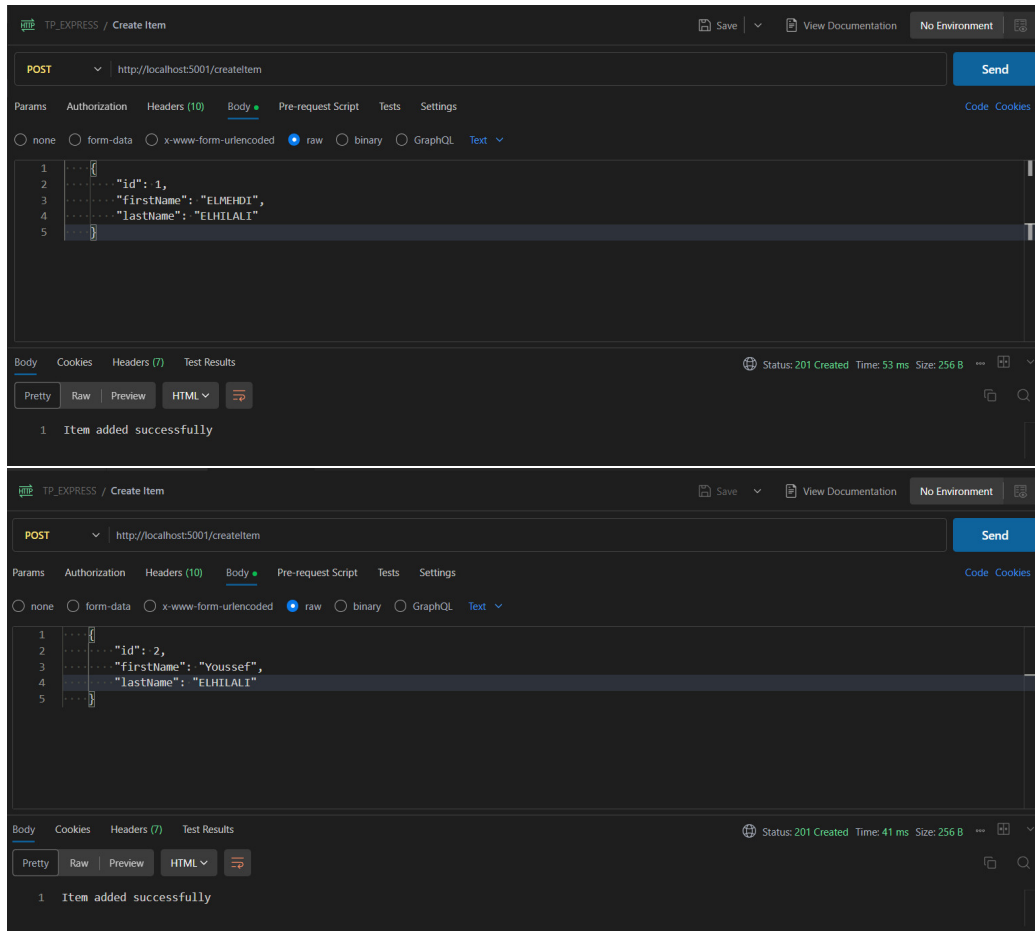 HTTP TP_EXPRESS / Create Item Save View Documentation No Environment
POST http://localhost:5001/createItem Send
Params Authorization Headers (10) Body Pre-request Script Tests Settings Code Cookies
none form-data x-www-form-urlencoded raw binary GraphQL Text
1 {
2 "id": 1,
3 "firstName": "ELMEHDI",
4 "lastName": "ELHILALI"
5 }
Body Cookies Headers (7) Test Results Status: 201 Created Time: 53 ms Size: 256 B
Pretty Raw Preview HTML
1 Item added successfully
HTTP TP_EXPRESS / Create Item Save View Documentation No Environment
POST http://localhost:5001/createItem Send
Params Authorization Headers (10) Body Pre-request Script Tests Settings Code Cookies
none form-data x-www-form-urlencoded raw binary GraphQL Text
1 {
2 "id": 2,
3 "firstName": "Youssef",
4 "lastName": "ELHILALI"
5 }
Body Cookies Headers (7) Test Results Status: 201 Created Time: 41 ms Size: 256 B
Pretty Raw Preview HTML
1 Item added successfully